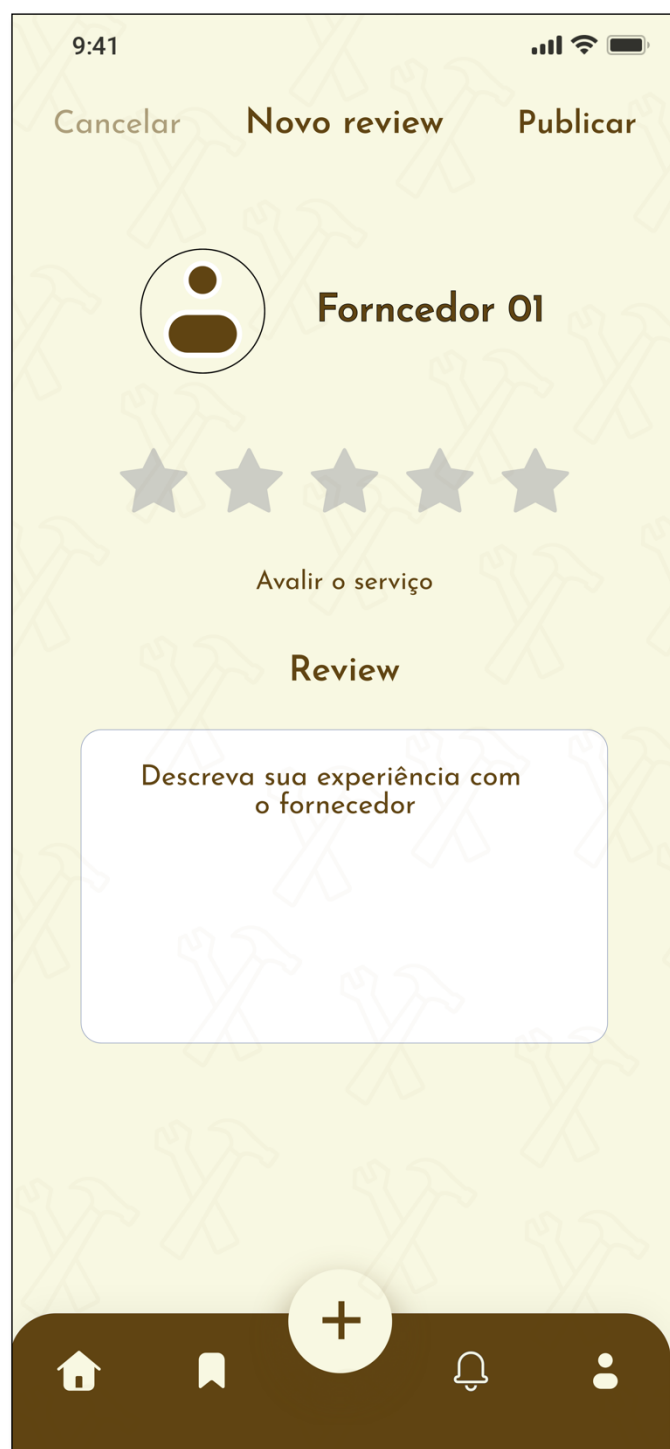 9:41
Cancelar Novo review Publicar
Forncedor 01
Avalir o serviço
Review
Descreva sua experiência com
o fornecedor